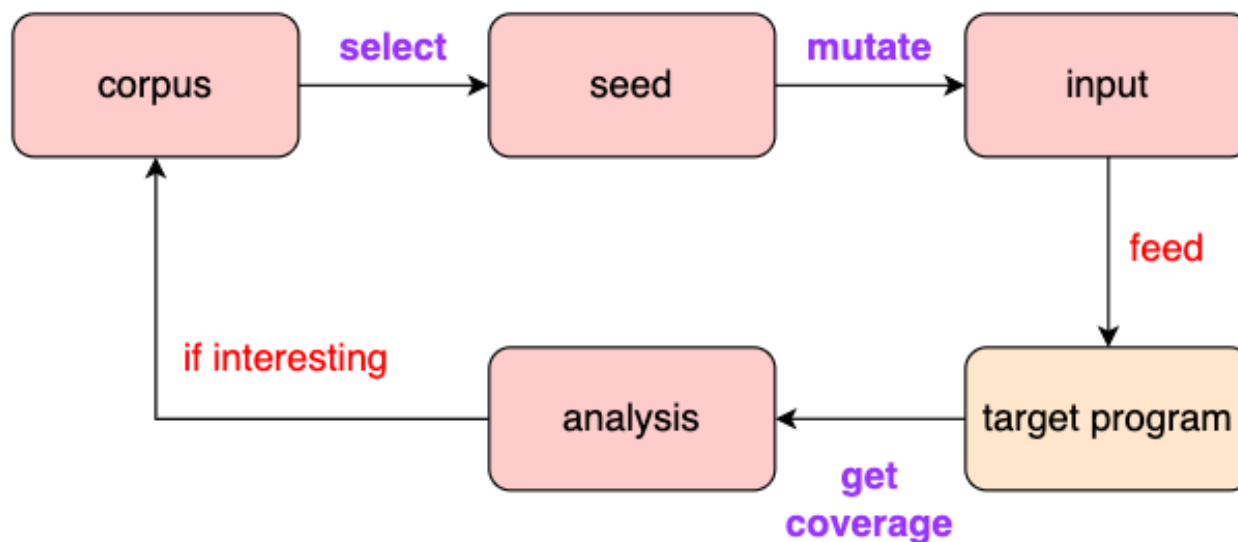 corpus
select
seed
mutate
input
feed
if interesting
analysis
get
coverage
target program